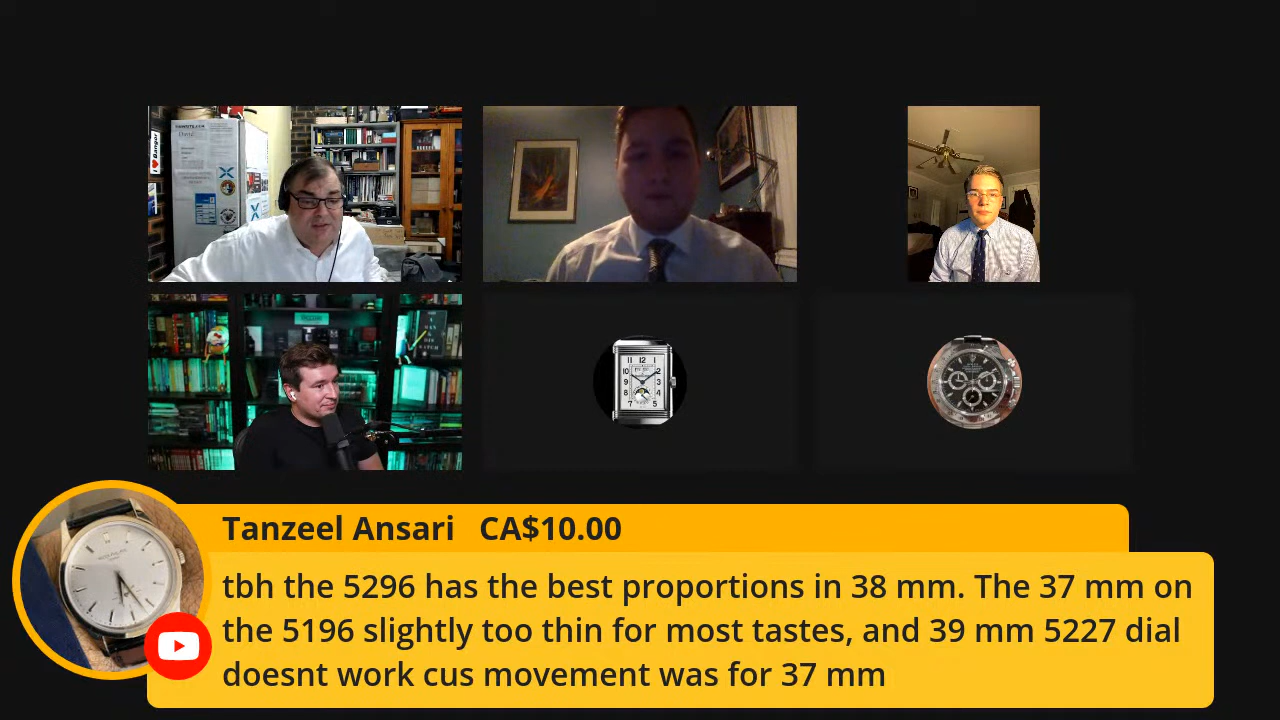 I ❤ Bangor
Tanzeel Ansari CA$10.00
tbh the 5296 has the best proportions in 38 mm. The 37 mm on
the 5196 slightly too thin for most tastes, and 39 mm 5227 dial
doesnt work cus movement was for 37 mm